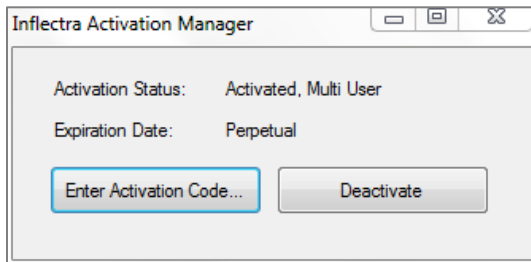 Inflectra Activation Manager
Activation Status: Activated, Multi User
Expiration Date: Perpetual
Enter Activation Code... Deactivate